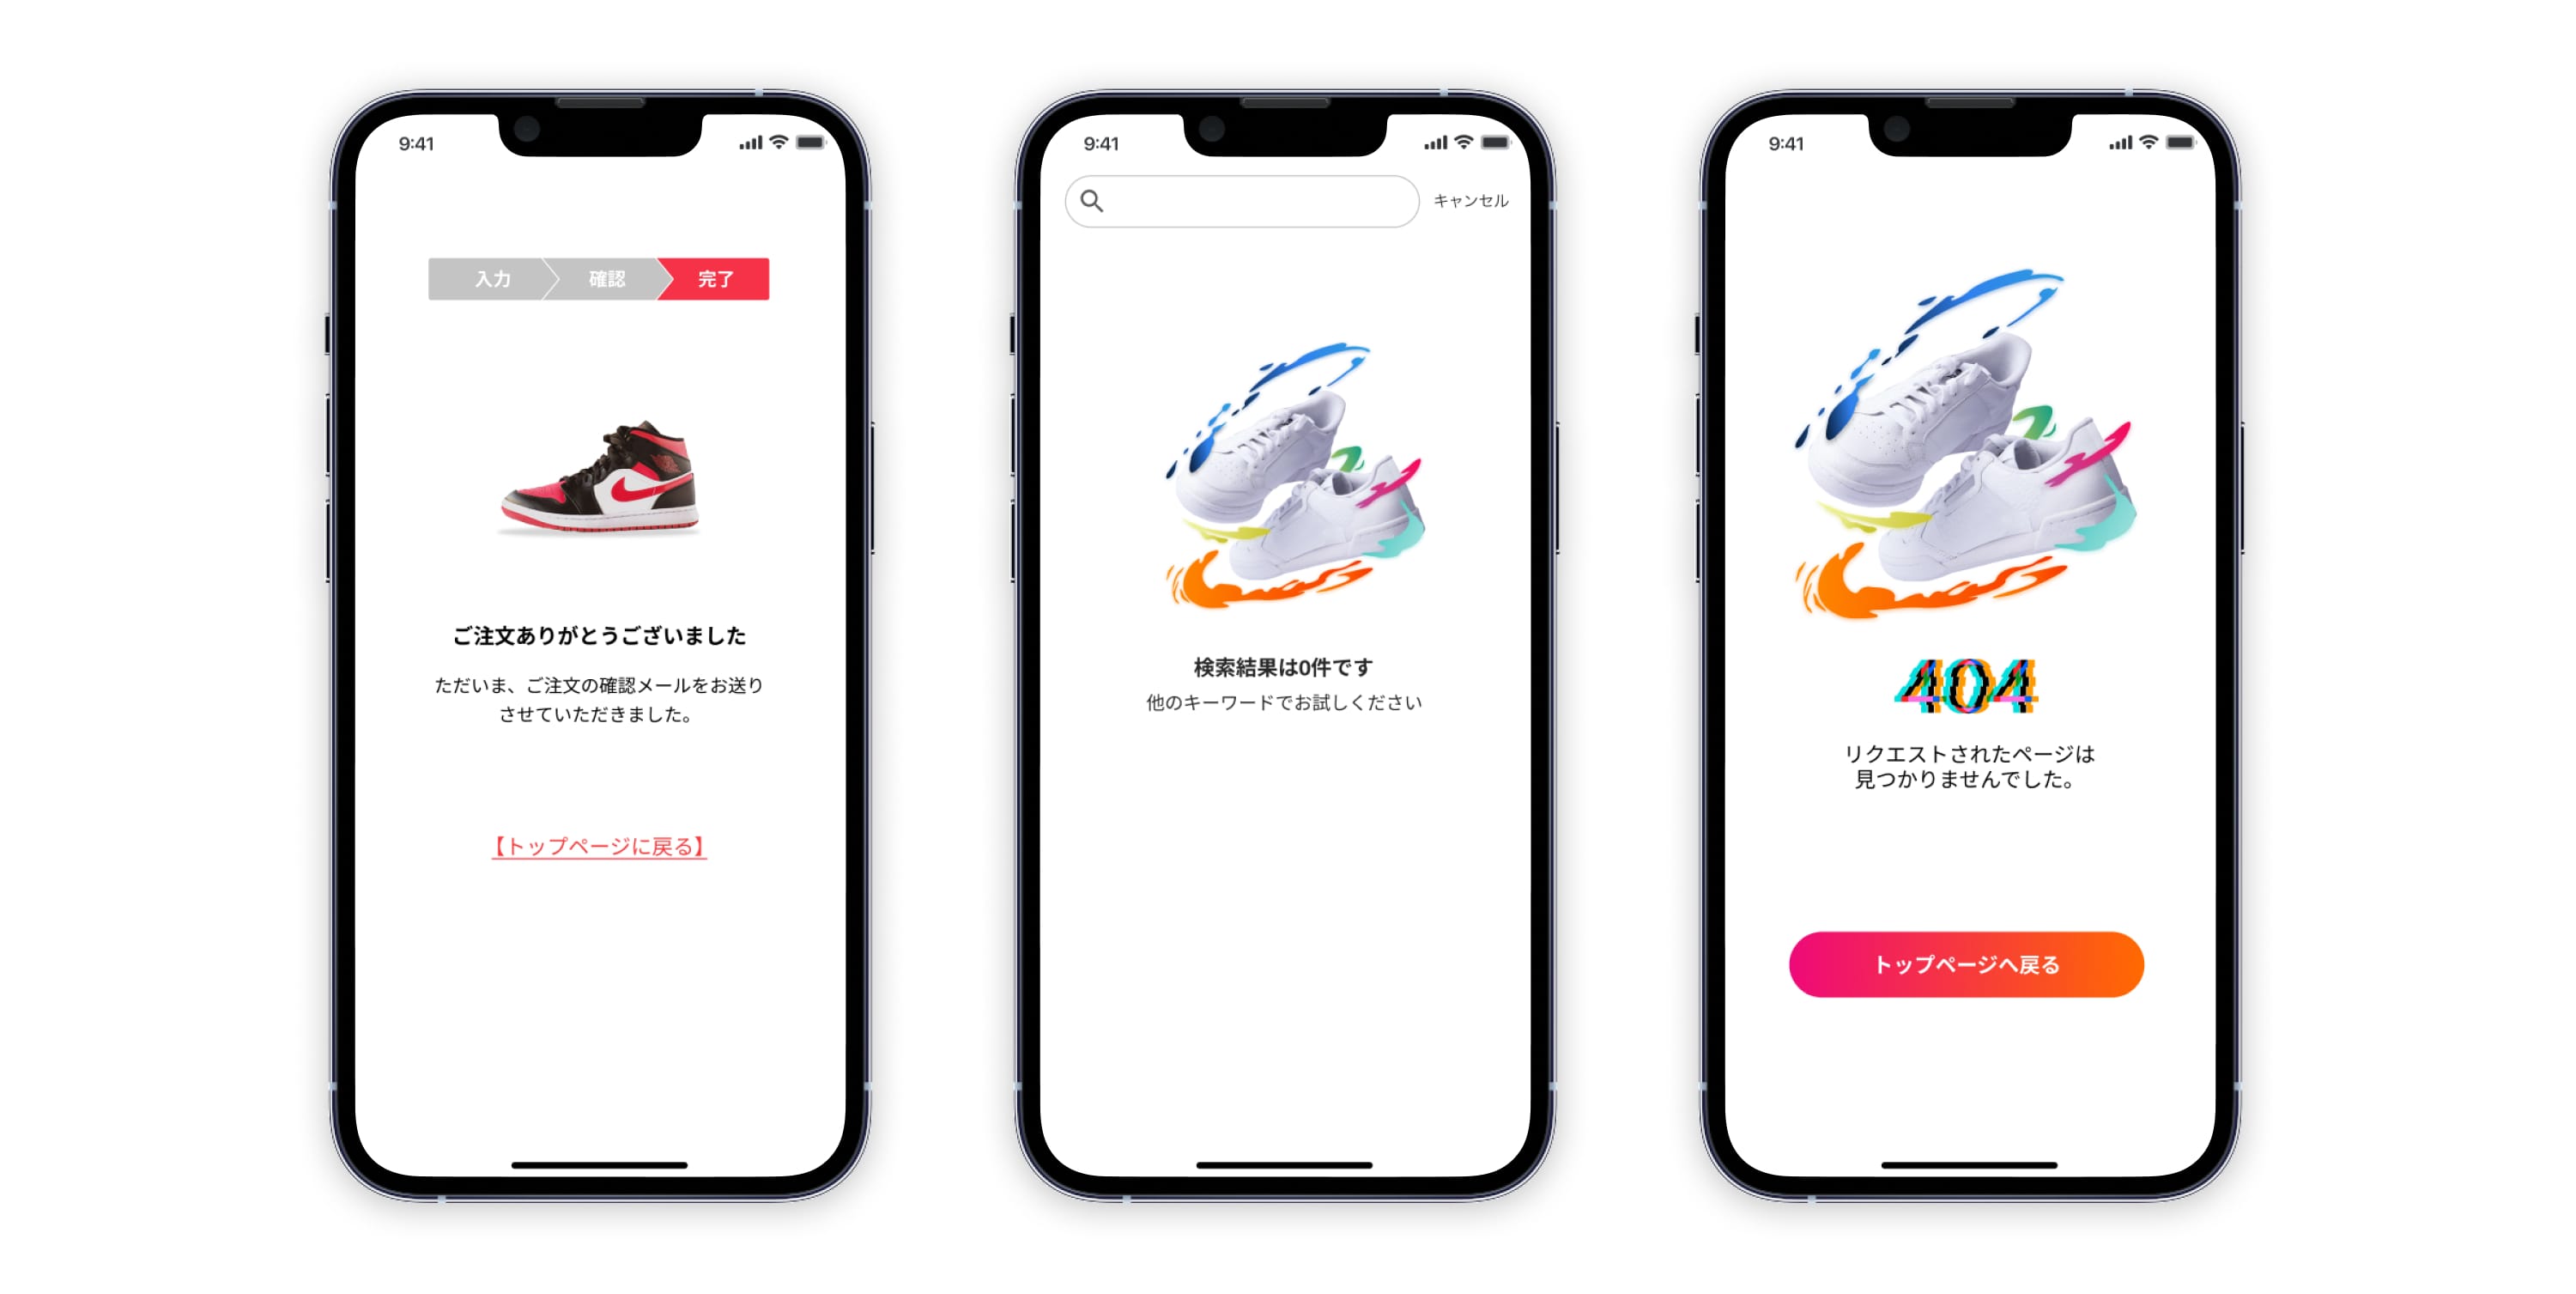 9:41
入力
確認
完了
ご注文ありがとうございました
ただいま、ご注文の確認メールをお送り
させていただきました。
【トップページに戻る】
9:41
キャンセル
検索結果は0件です
他のキーワードでお試しください
9:41
404
リクエストされたページは
見つかりませんでした。
トップページへ戻る